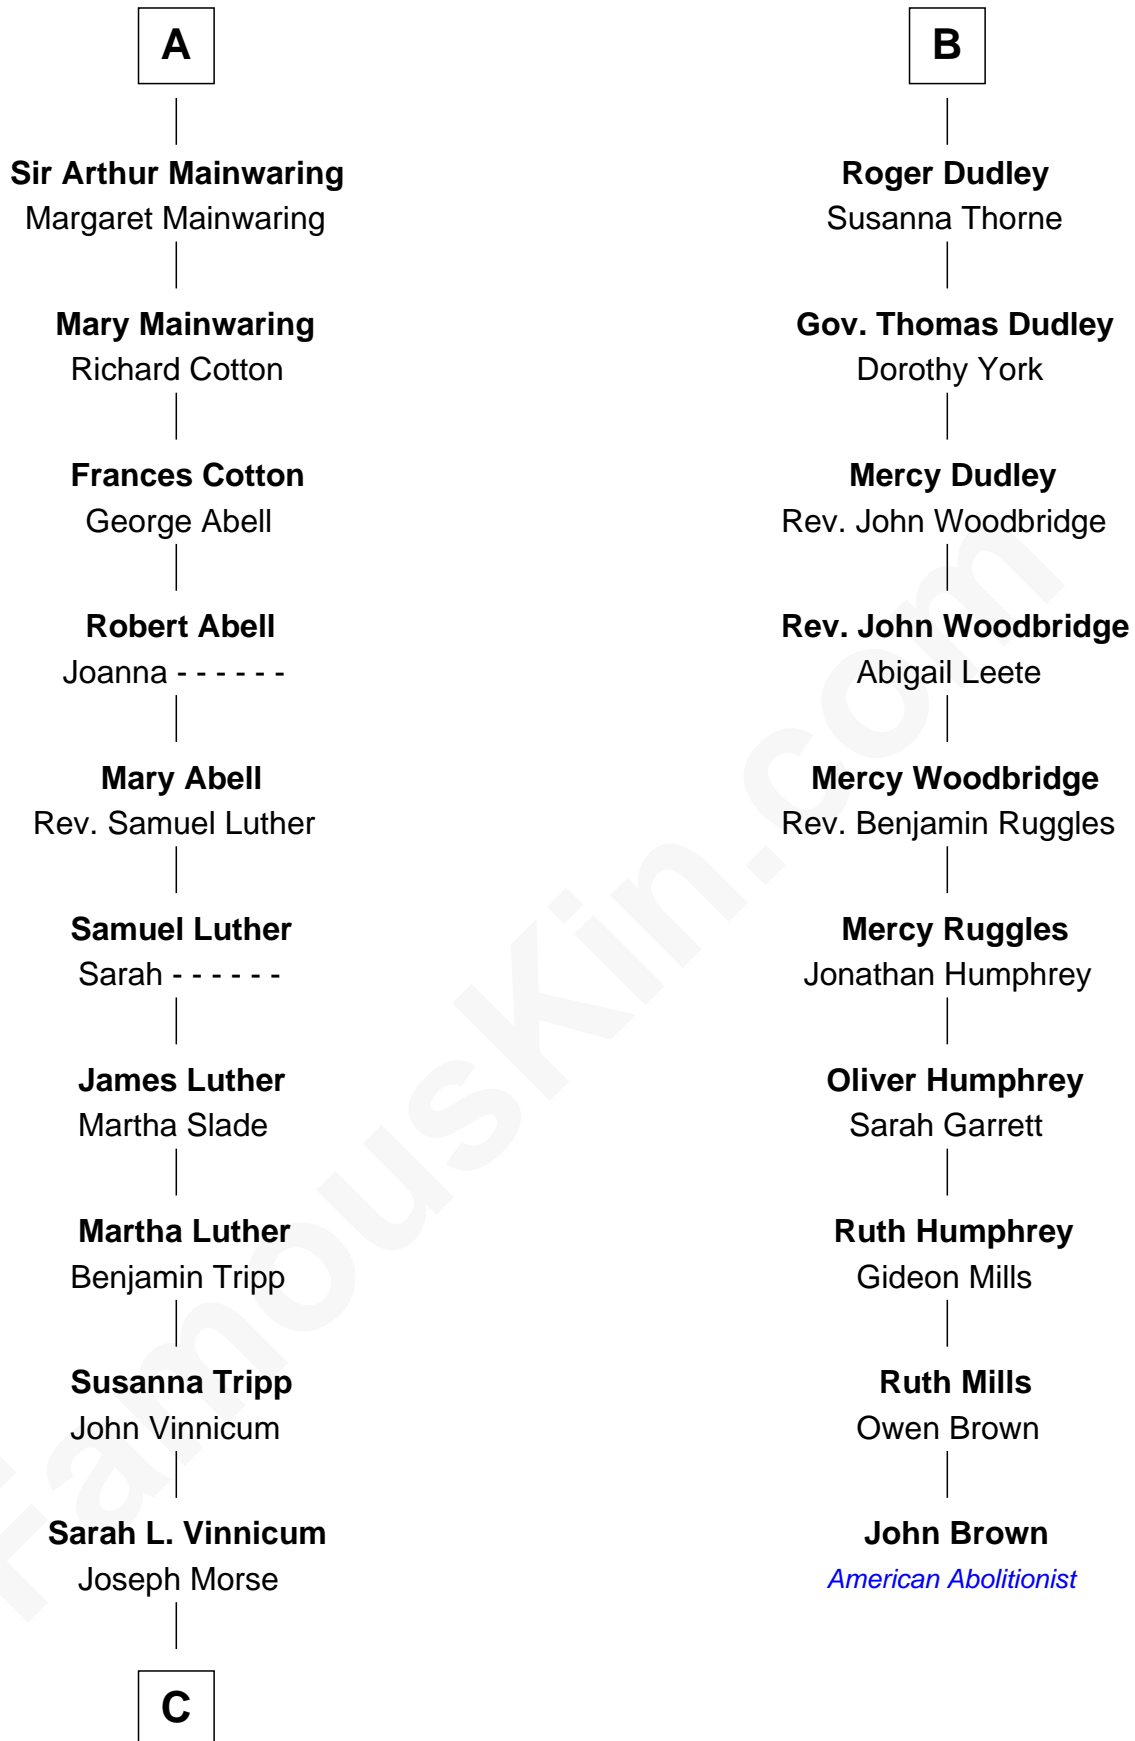 A
Sir Arthur Mainwaring
Margaret Mainwaring
Mary Mainwaring
Richard Cotton
Frances Cotton
George Abell
Robert Abell
Joanna - - - - - -
Mary Abell
Rev. Samuel Luther
Samuel Luther
Sarah - - - - - -
James Luther
Martha Slade
Martha Luther
Benjamin Tripp
Susanna Tripp
John Vinnicum
Sarah L. Vinnicum
Joseph Morse
C
B
Roger Dudley
Susanna Thorne
Gov. Thomas Dudley
Dorothy York
Mercy Dudley
Rev. John Woodbridge
Rev. John Woodbridge
Abigail Leete
Mercy Woodbridge
Rev. Benjamin Ruggles
Mercy Ruggles
Jonathan Humphrey
Oliver Humphrey
Sarah Garrett
Ruth Humphrey
Gideon Mills
Ruth Mills
Owen Brown
John Brown
American Abolitionist
FamousKin.com